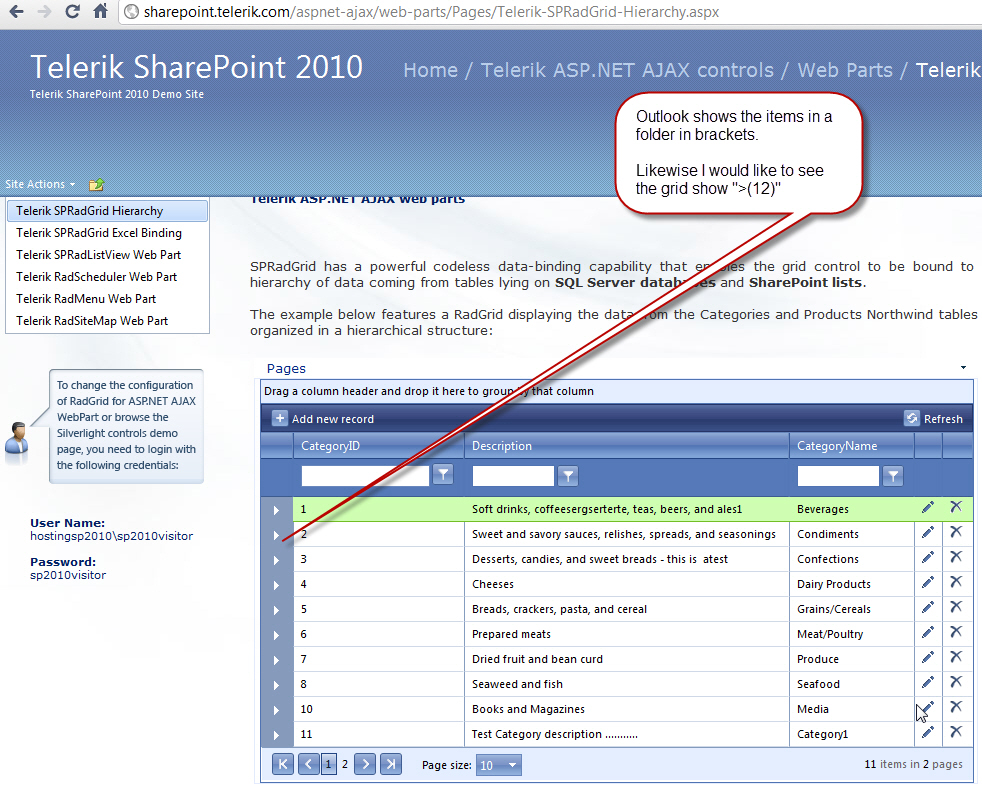 sharepoint.telerik.com/aspnet-ajax/web-parts/Pages/Telerik-SPRadGrid-Hierarchy.aspx
Telerik SharePoint 2010
Home / Telerik ASP.NET AJAX controls / Web Parts / Telerik
Telerik SharePoint 2010 Demo Site
Outlook shows the items in a
folder in brackets.
Likewise I would like to see
the grid show ">(12)"
Site Actions
Telerik SPRadGrid Hierarchy
Telerik SPRadGrid Excel Binding
Telerik SPRadListView Web Part
Telerik RadScheduler Web Part
Telerik RadMenu Web Part
Telerik RadSiteMap Web Part
To change the configuration
of RadGrid for ASP.NET AJAX
WebPart or browse the
Silverlight controls demo
page, you need to login with
the following credentials:
User Name:
hostingsp2010\sp2010visitor
Password:
sp2010visitor
Telerik ASP.NET AJAX web parts
SPRadGrid has a powerful codeless data-binding capability that enables the grid control to be bound to
hierarchy of data coming from tables lying on SQL Server databases and SharePoint lists.
The example below features a RadGrid displaying the data from the Categories and Products Northwind tables
organized in a hierarchical structure:
Pages
Drag a column header and drop it here to group by that column
Add new record Refresh
CategoryID Description CategoryName
1 Soft drinks, coffeesergserterte, teas, beers, and ales1 Beverages
2 Sweet and savory sauces, relishes, spreads, and seasonings Condiments
3 Desserts, candies, and sweet breads - this is atest Confections
4 Cheeses Dairy Products
5 Breads, crackers, pasta, and cereal Grains/Cereals
6 Prepared meats Meat/Poultry
7 Dried fruit and bean curd Produce
8 Seaweed and fish Seafood
10 Books and Magazines Media
11 Test Category description ........... Category1
1 2 Page size: 10 11 items in 2 pages